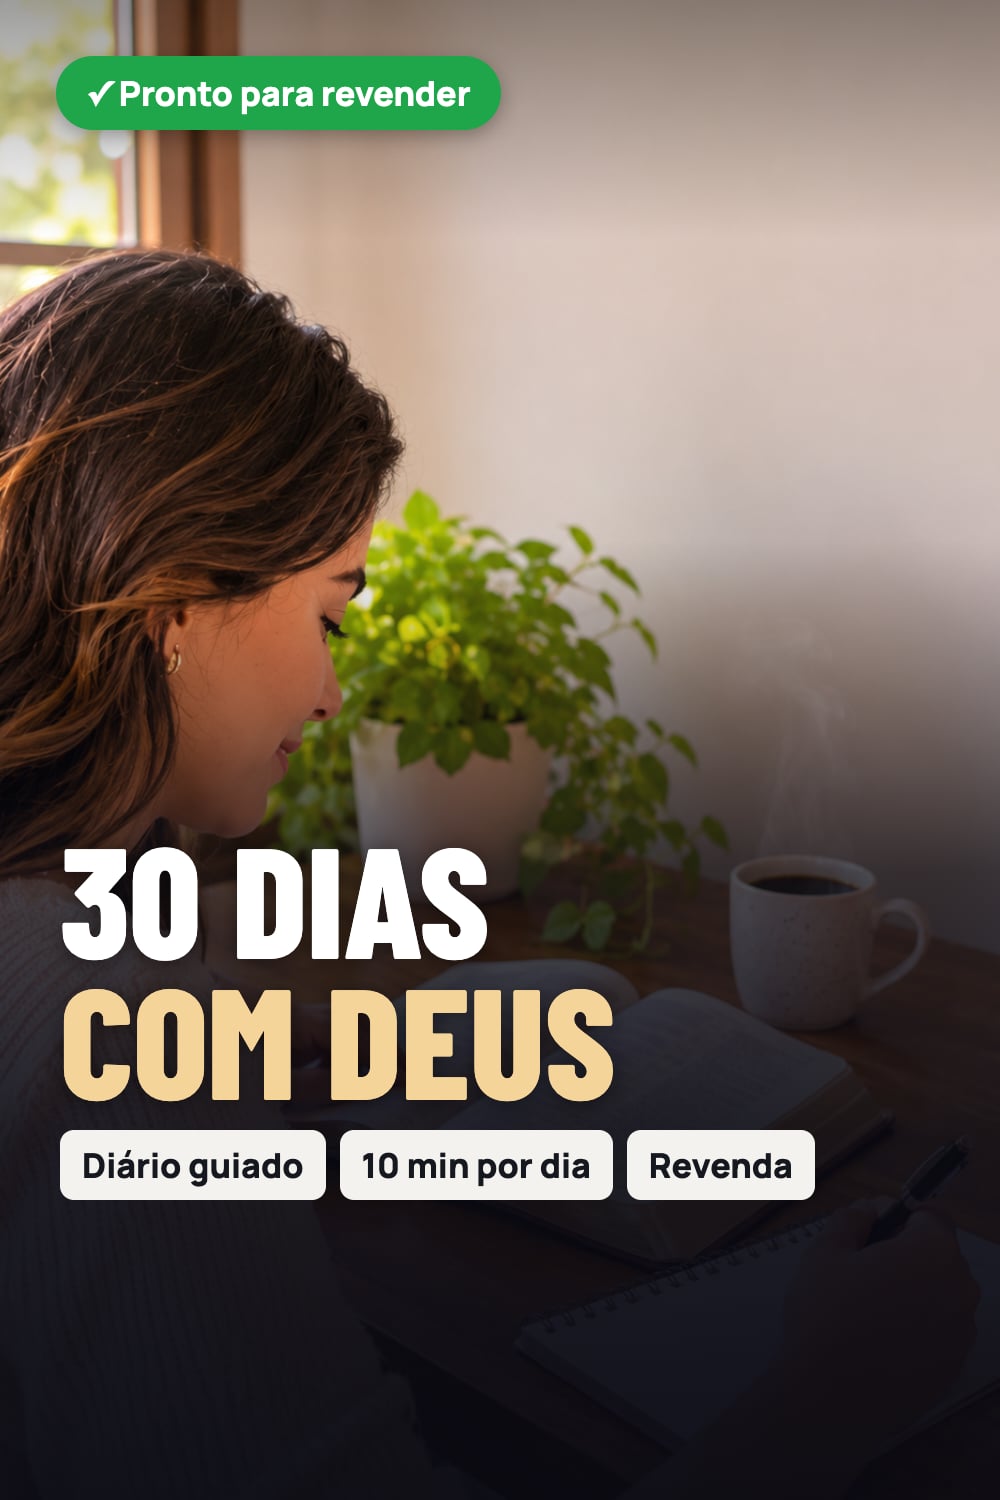 ✓Pronto para revender
30 DIAS
COM DEUS
Diário guiado
10 min por dia
Revenda